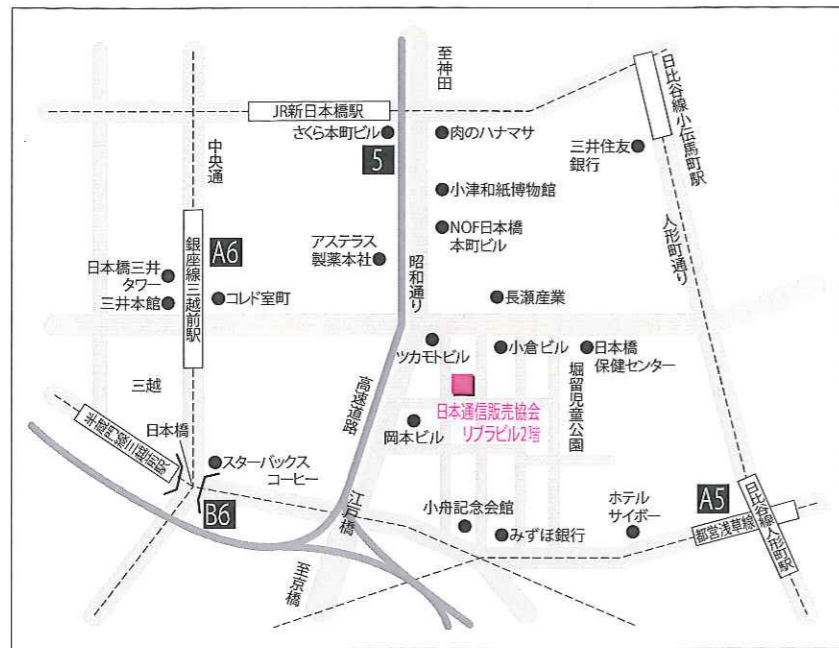 至神田
JR新日本橋駅
さくら本町ビル
5
肉のハナマサ
三井住友
銀行
日比谷線小伝馬町駅
中央通
小津和紙博物館
NOF日本橋
本町ビル
人形町通り
銀座線三越前駅
A6
アステラス
製薬本社
昭和通り
日本橋三井
タワー
三井本館
コレド室町
長瀬産業
ツカモトビル
小倉ビル
日本橋
保健センター
三越
高速道路
日本通信販売協会
リブラビル2階
堀留児童公園
岡本ビル
半蔵門線三越前駅
日本橋
スターバックス
コーヒー
B6
江戸橋
小舟記念会館
みずほ銀行
ホテル
サイボー
A5
都営浅草線
日比谷線人形町駅
至京橋